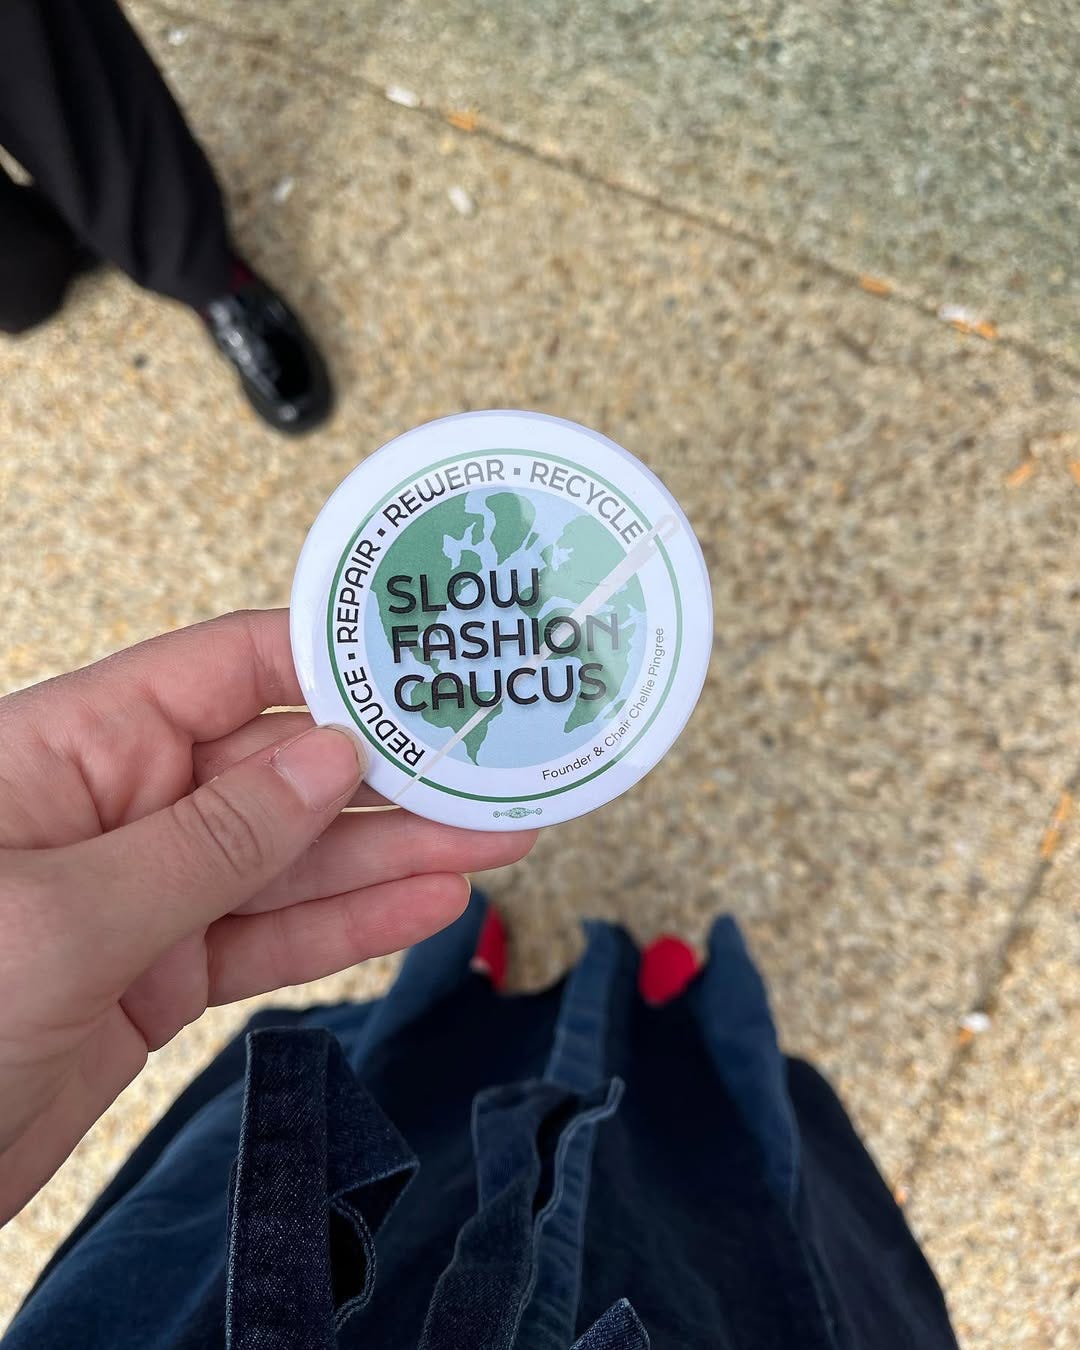 REDUCE · REPAIR · REWEAR · RECYCLE
SLOW
FASHION
CAUCUS
Founder & Chair Chellie Pingree